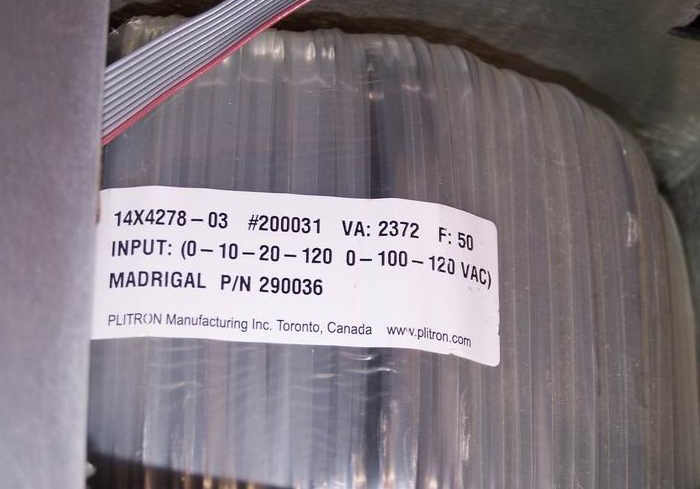 14X4278-03 #200031 VA: 2372 F: 50
INPUT: (0-10-20-120 0-100-120 VAC)
MADRIGAL P/N 290036
PLITRON Manufacturing Inc. Toronto, Canada www.plitron.com